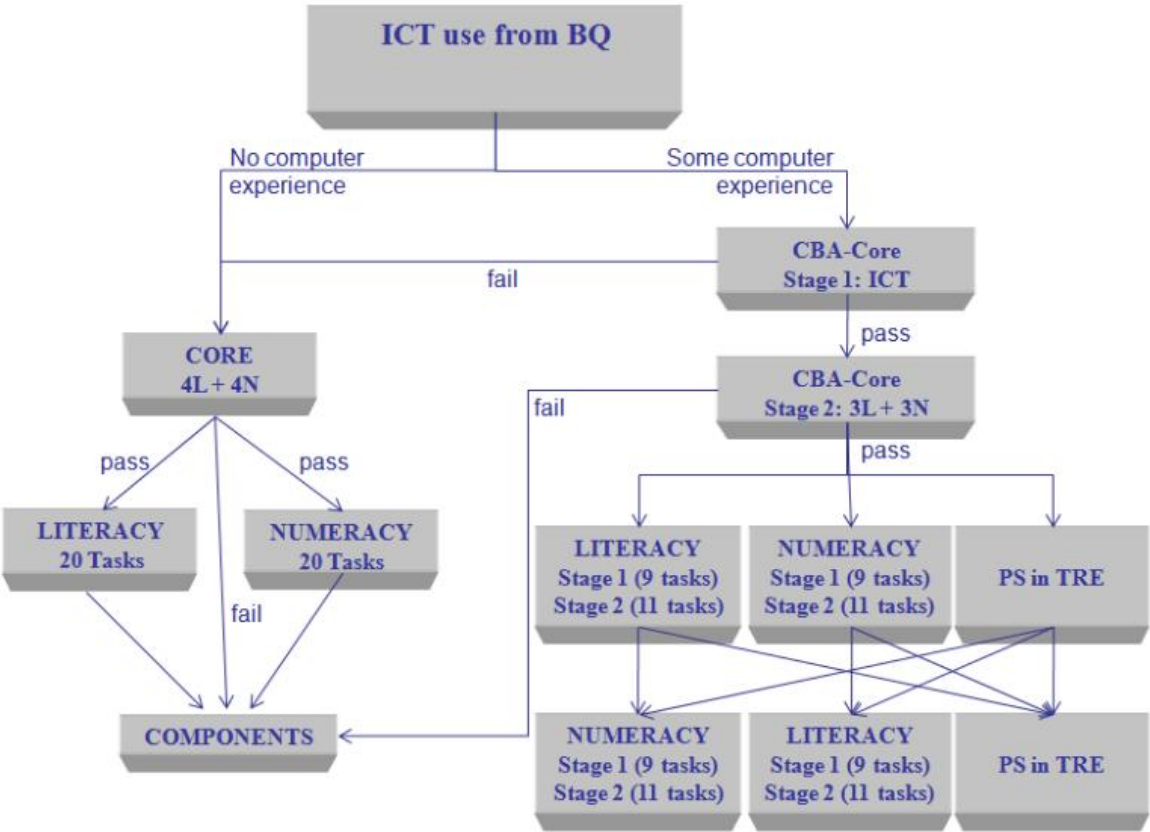 ICT use from BQ
No computer
experience
Some computer
experience
CBA-Core
Stage 1: ICT
fail
pass
CORE
4L + 4N
CBA-Core
Stage 2: 3L + 3N
fail
pass
pass
pass
LITERACY
20 Tasks
NUMERACY
20 Tasks
LITERACY
Stage 1 (9 tasks)
Stage 2 (11 tasks)
NUMERACY
Stage 1 (9 tasks)
Stage 2 (11 tasks)
PS in TRE
fail
COMPONENTS
NUMERACY
Stage 1 (9 tasks)
Stage 2 (11 tasks)
LITERACY
Stage 1 (9 tasks)
Stage 2 (11 tasks)
PS in TRE